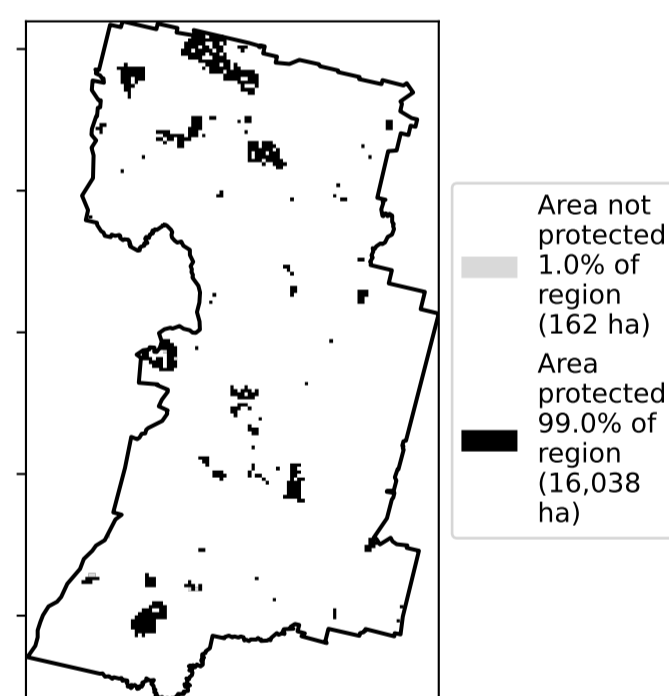 Area not
protected
1.0% of
region
(162 ha)
Area
protected
99.0% of
region
(16,038
ha)